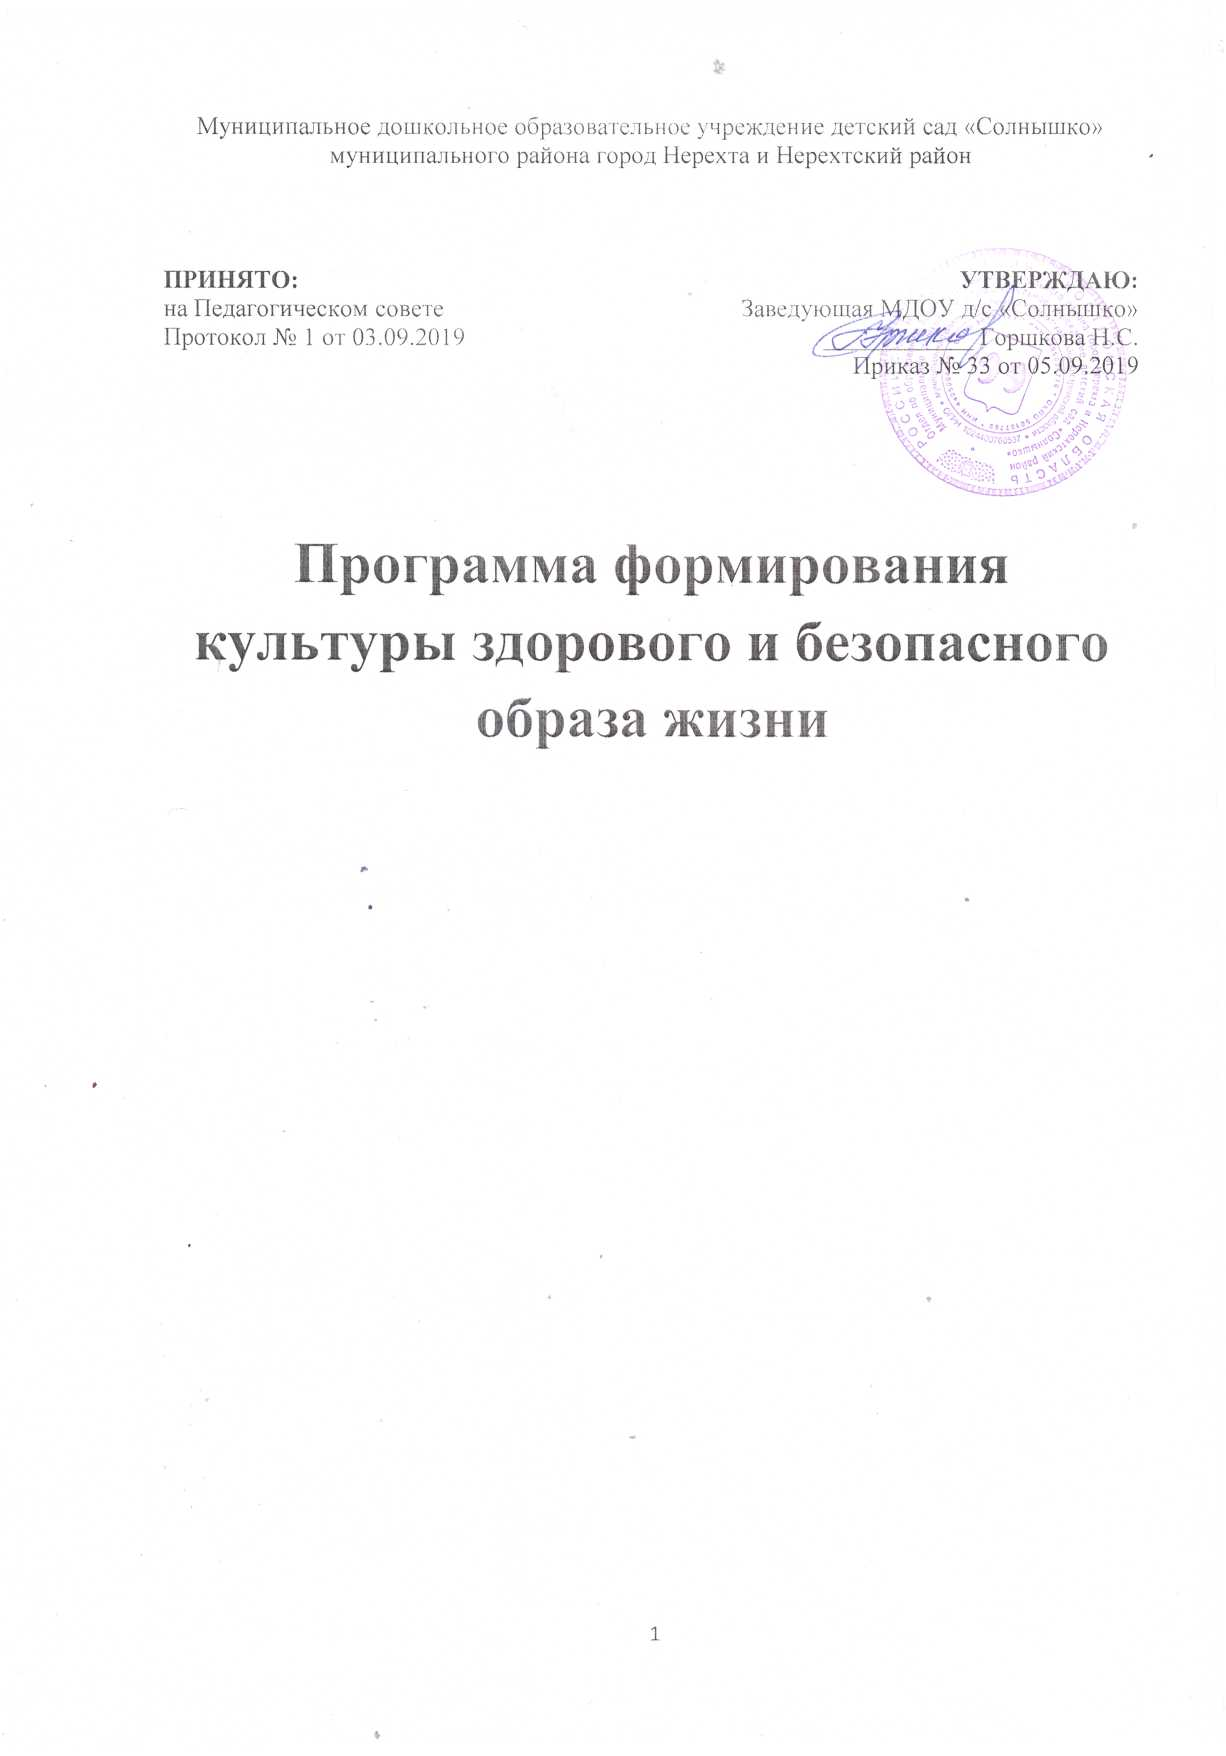 Муниципальное дошкольное образовательное учреждение детский сад «Солнышко»
муниципального района город Нерехта и Нерехтский район
ПРИНЯТО:
на Педагогическом совете
Протокол № 1 от 03.09.2019
УТВЕРЖДАЮ:
Заведующая МДОУ д/с «Солнышко»
Горшкова Н.С.
Приказ № 33 от 05.09.2019
Программа формирования
культуры здорового и безопасного
образа жизни
1